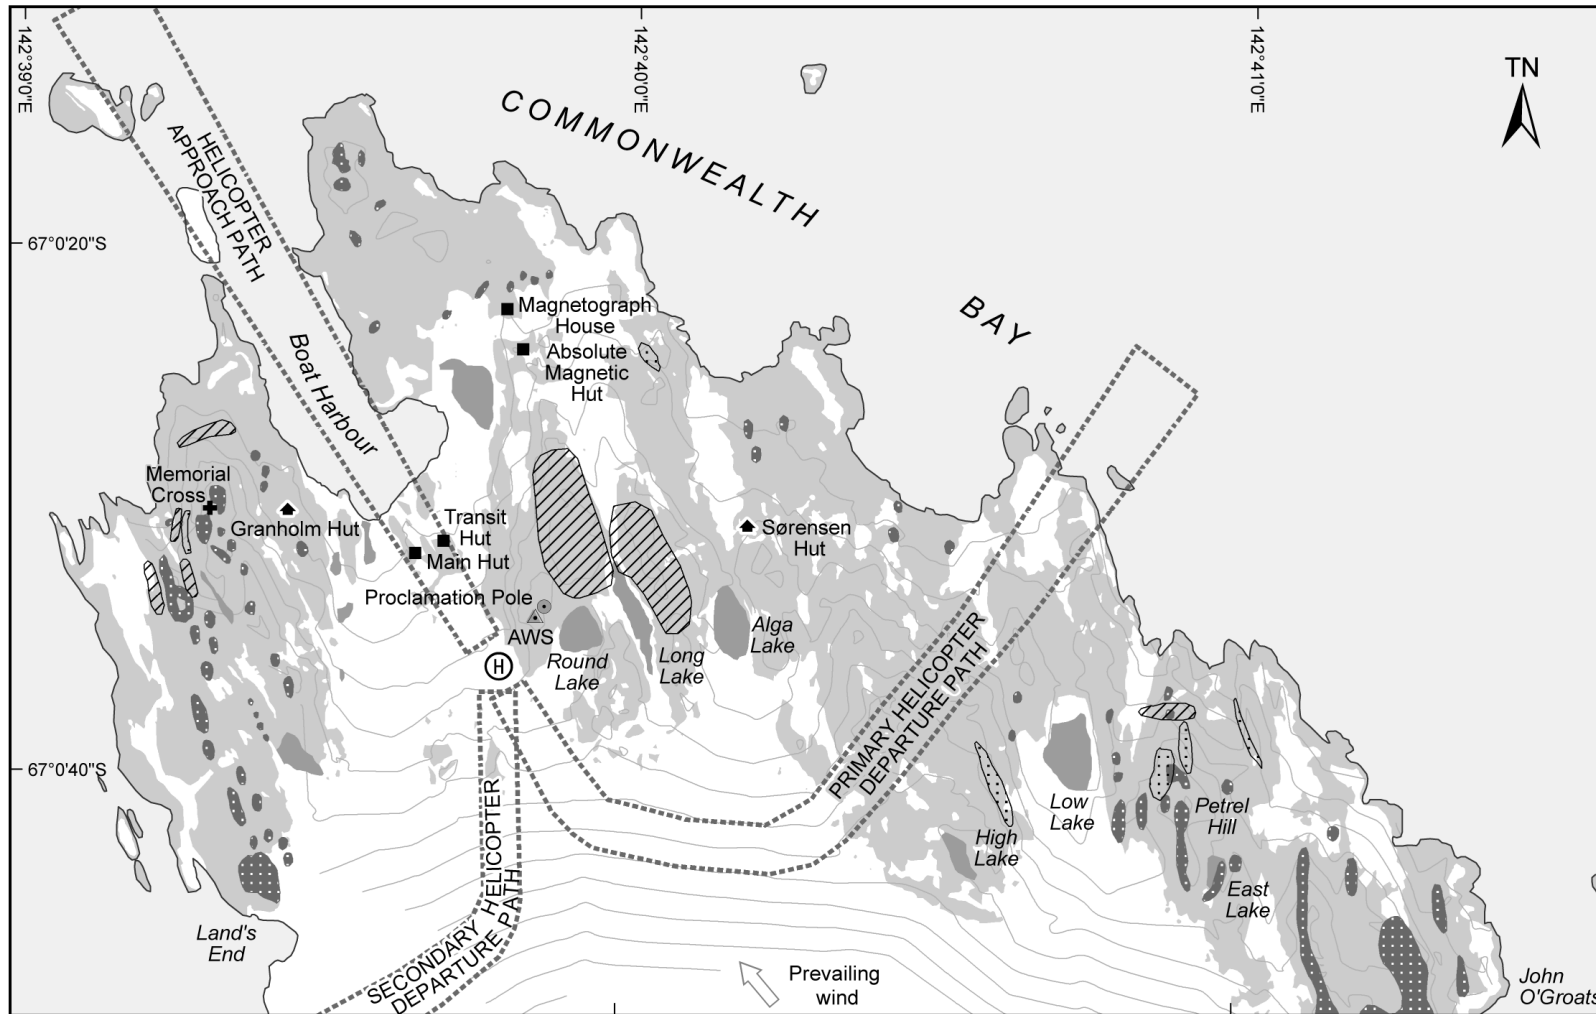 142°39'0"E
142°40'0"E
142°41'0"E
TN
COMMONWEALTH
BAY
HELICOPTER
APPROACH PATH
67°0'20"S
Boat Harbour
Magnetograph
House
Absolute
Magnetic
Hut
Memorial
Cross
Granholm Hut
Transit
Hut
Main Hut
Sørensen
Hut
Proclamation Pole
AWS
H
Round
Lake
Long
Lake
Alga
Lake
PRIMARY HELICOPTER
DEPARTURE PATH
67°0'40"S
High
Lake
Low
Lake
Petrel
Hill
East
Lake
Land's
End
SECONDARY HELICOPTER
DEPARTURE PATH
Prevailing
wind
John
O'Groats